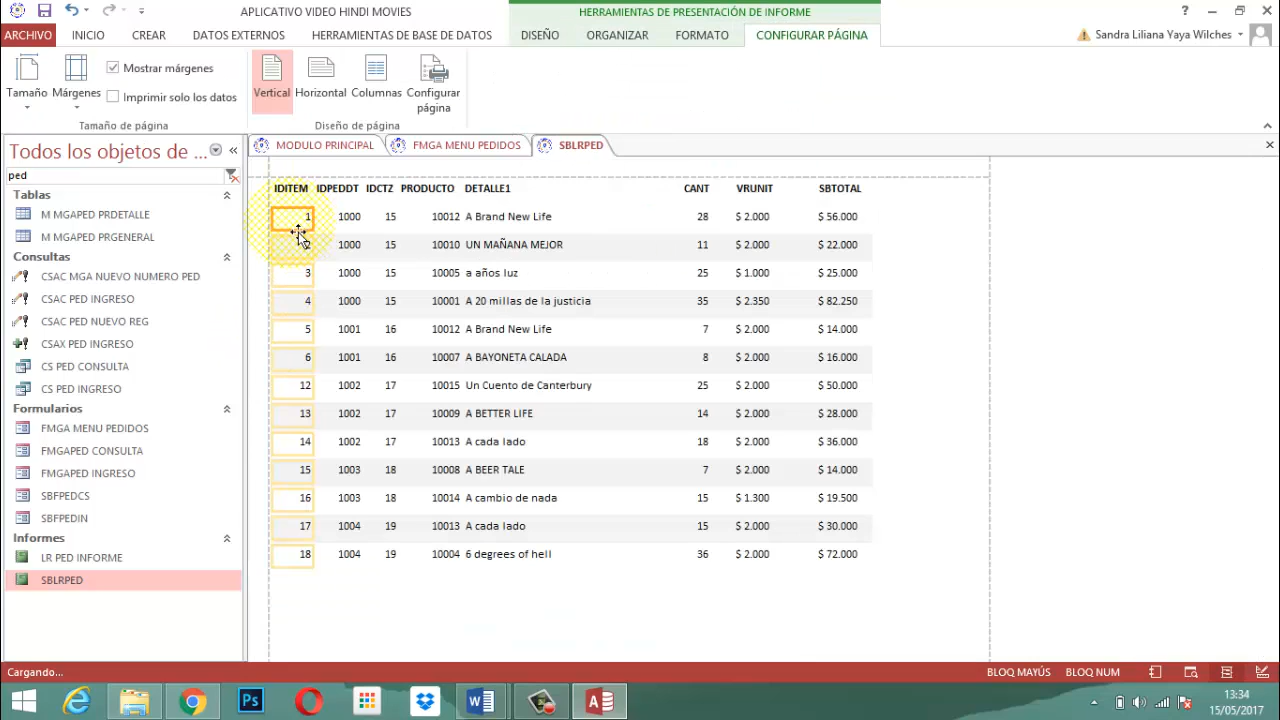 APLICATIVO VIDEO HINDI MOVIES
HERRAMIENTAS DE PRESENTACIÓN DE INFORME
?
ARCHIVO INICIO CREAR DATOS EXTERNOS HERRAMIENTAS DE BASE DE DATOS DISEÑO ORGANIZAR FORMATO CONFIGURAR PÁGINA Sandra Liliana Yaya Wilches
Tamaño Márgenes
Mostrar márgenes
Imprimir solo los datos
Vertical Horizontal Columnas Configurar página
Tamaño de página
Diseño de página
Todos los objetos de ... «
ped
Tablas
M MGAPED PRDETALLE
M MGAPED PRGENERAL
Consultas
CSAC MGA NUEVO NUMERO PED
CSAC PED INGRESO
CSAC PED NUEVO REG
CSAX PED INGRESO
CS PED CONSULTA
CS PED INGRESO
Formularios
FMGA MENU PEDIDOS
FMGAPED CONSULTA
FMGAPED INGRESO
SBFPEDCS
SBFPEDIN
Informes
LR PED INFORME
SBLRPED
MODULO PRINCIPAL FMGA MENU PEDIDOS SBLRPED
IDITEM IDPEDDT IDCTZ PRODUCTO DETALLE1 CANT VRUNIT SBTOTAL
1 1000 15 10012 A Brand New Life 28 $ 2.000 $ 56.000
2 1000 15 10010 UN MAÑANA MEJOR 11 $ 2.000 $ 22.000
3 1000 15 10005 a años luz 25 $ 1.000 $ 25.000
4 1000 15 10001 A 20 millas de la justicia 35 $ 2.350 $ 82.250
5 1001 16 10012 A Brand New Life 7 $ 2.000 $ 14.000
6 1001 16 10007 A BAYONETA CALADA 8 $ 2.000 $ 16.000
12 1002 17 10015 Un Cuento de Canterbury 25 $ 2.000 $ 50.000
13 1002 17 10009 A BETTER LIFE 14 $ 2.000 $ 28.000
14 1002 17 10013 A cada lado 18 $ 2.000 $ 36.000
15 1003 18 10008 A BEER TALE 7 $ 2.000 $ 14.000
16 1003 18 10014 A cambio de nada 15 $ 1.300 $ 19.500
17 1004 19 10013 A cada lado 15 $ 2.000 $ 30.000
18 1004 19 10004 6 degrees of hell 36 $ 2.000 $ 72.000
Cargando...
BLOQ MAYÚS BLOQ NUM
Ps
13:34
15/05/2017